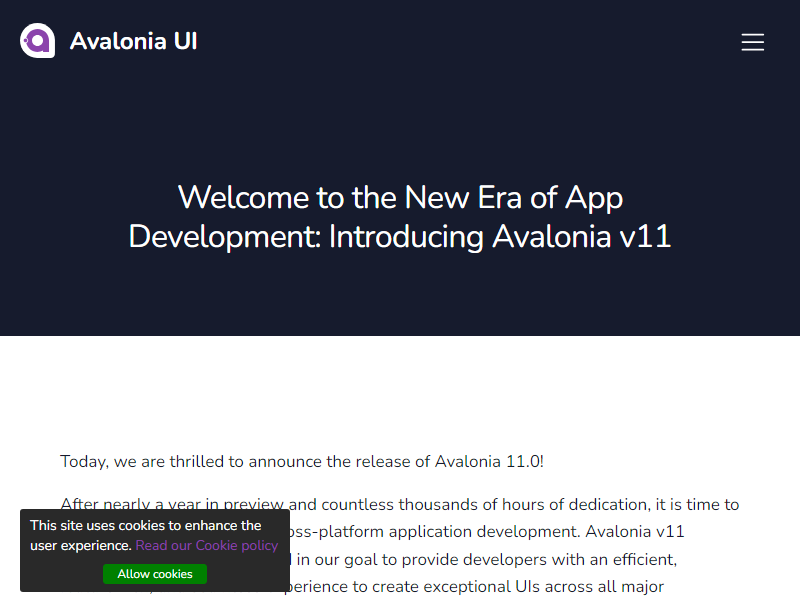 Avalonia UI
Welcome to the New Era of App
Development: Introducing Avalonia v11
Today, we are thrilled to announce the release of Avalonia 11.0!
After nearly a year in preview and countless thousands of hours of dedication, it is time to
oss-platform application development. Avalonia v11
in our goal to provide developers with an efficient,
perience to create exceptional UIs across all major
This site uses cookies to enhance the
user experience. Read our Cookie policy
Allow cookies